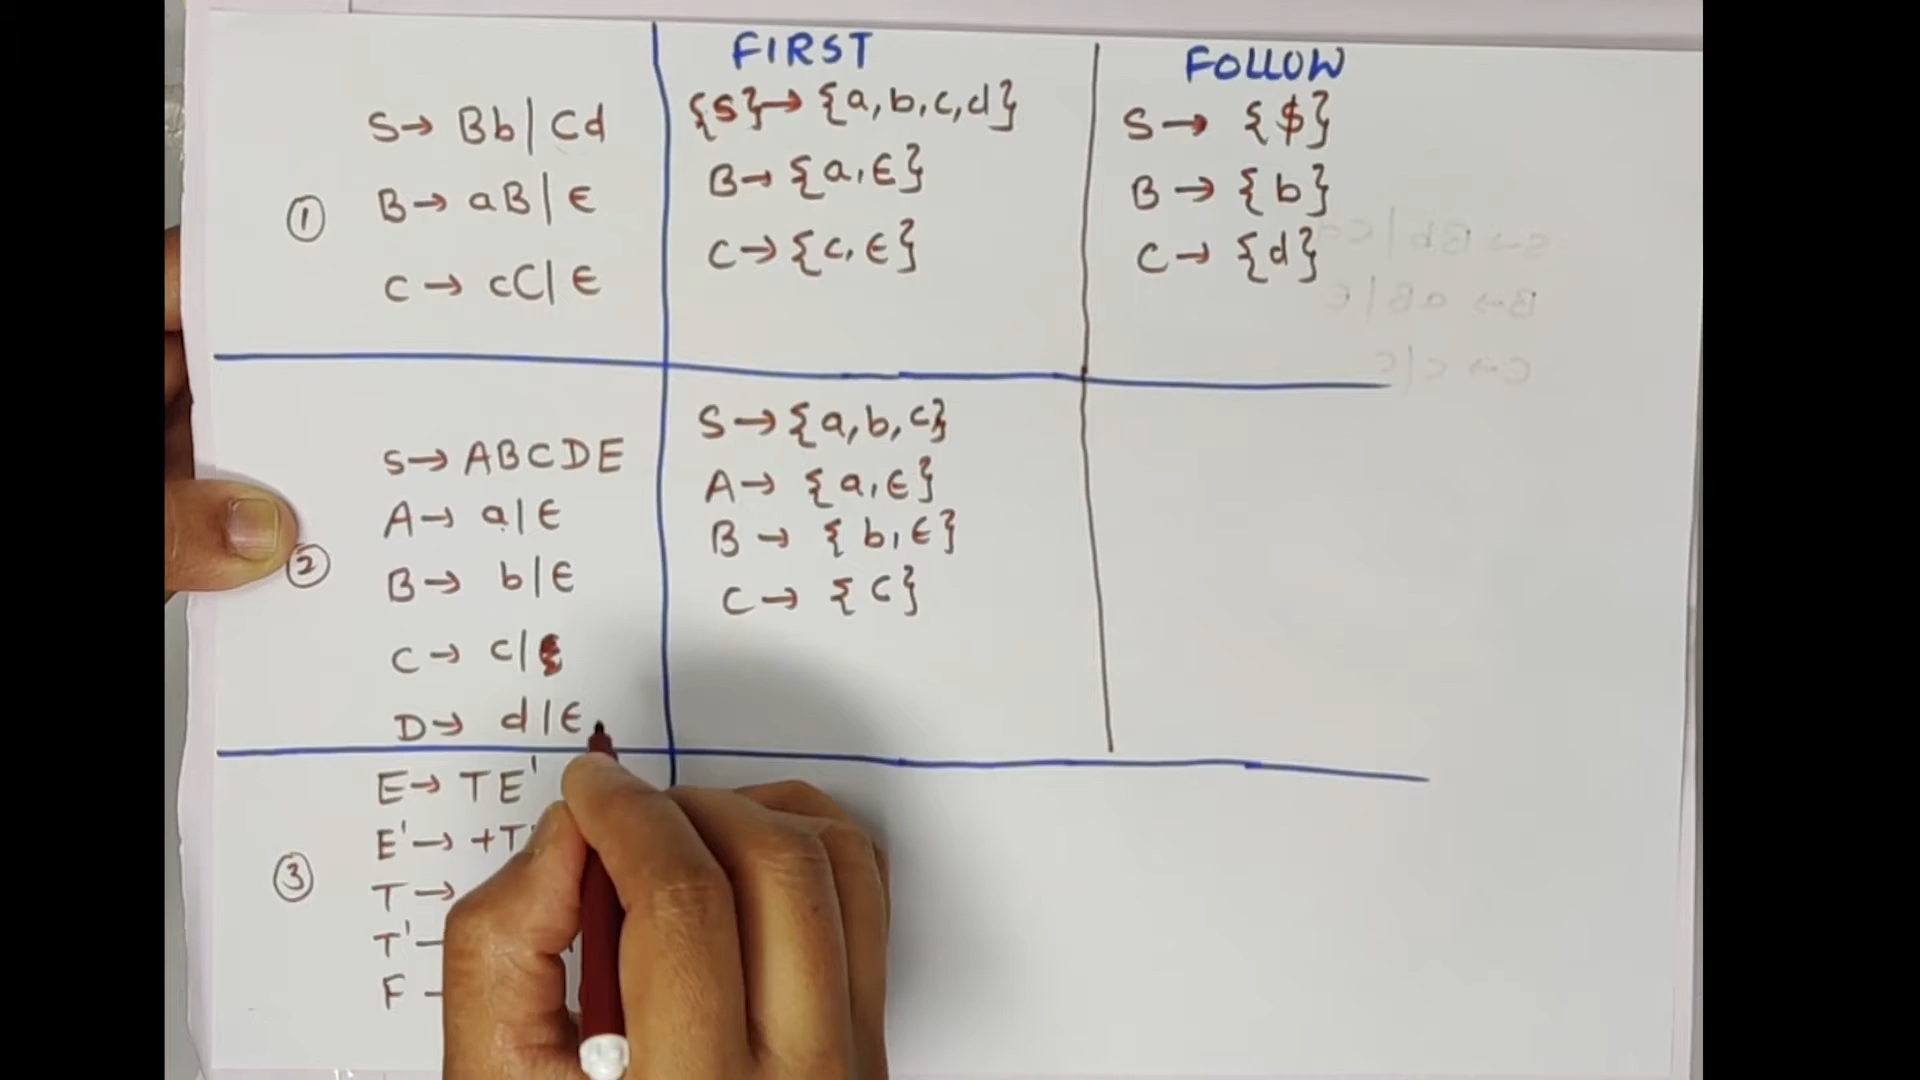 FIRST
FOLLOW
S → Bb | Cd
B → aB | ∈
C → cC | ∈
①
{S} → {a, b, c, d}
B → {a, ∈}
C → {c, ∈}
S → {$}
B → {b}
C → {d}
S → ABCDE
A → a | ∈
B → b | ∈
C → c |
D → d | ∈
②
S → {a, b, c}
A → {a, ∈}
B → {b, ∈}
C → {c}
E → TE'
E' → +T
T →
T' →
F →
③